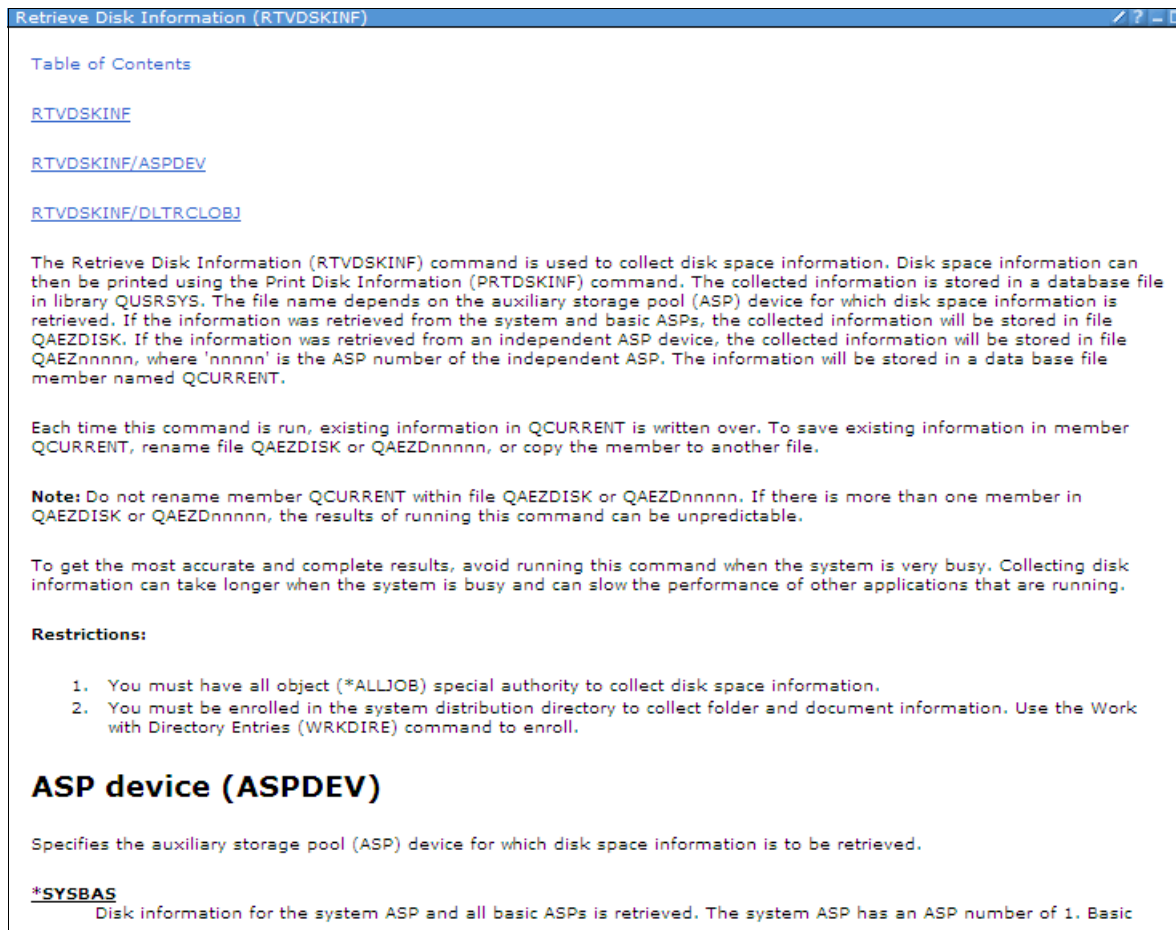 Retrieve Disk Information (RTVDSKINF)
Table of Contents
RTVDSKINF
RTVDSKINF/ASPDEV
RTVDSKINF/DLTRCLOBJ
The Retrieve Disk Information (RTVDSKINF) command is used to collect disk space information. Disk space information can
then be printed using the Print Disk Information (PRTDSKINF) command. The collected information is stored in a database file
in library QUSRSYS. The file name depends on the auxiliary storage pool (ASP) device for which disk space information is
retrieved. If the information was retrieved from the system and basic ASPs, the collected information will be stored in file
QAEZDISK. If the information was retrieved from an independent ASP device, the collected information will be stored in file
QAEZnnnnn, where 'nnnnn' is the ASP number of the independent ASP. The information will be stored in a data base file
member named QCURRENT.
Each time this command is run, existing information in QCURRENT is written over. To save existing information in member
QCURRENT, rename file QAEZDISK or QAEZDnnnnn, or copy the member to another file.
Note: Do not rename member QCURRENT within file QAEZDISK or QAEZDnnnnn. If there is more than one member in
QAEZDISK or QAEZDnnnnn, the results of running this command can be unpredictable.
To get the most accurate and complete results, avoid running this command when the system is very busy. Collecting disk
information can take longer when the system is busy and can slow the performance of other applications that are running.
Restrictions:
1. You must have all object (*ALLJOB) special authority to collect disk space information.
2. You must be enrolled in the system distribution directory to collect folder and document information. Use the Work
with Directory Entries (WRKDIRE) command to enroll.
ASP device (ASPDEV)
Specifies the auxiliary storage pool (ASP) device for which disk space information is to be retrieved.
*SYSBAS
Disk information for the system ASP and all basic ASPs is retrieved. The system ASP has an ASP number of 1. Basic